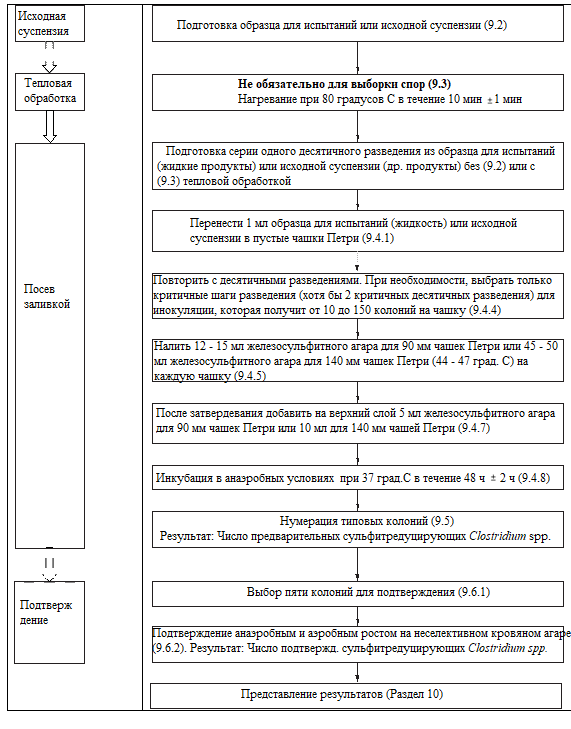 Исходная
суспензия
Подготовка образца для испытаний или исходной суспензии (9.2)
Тепловая
обработка
Не обязательно для выборки спор (9.3)
Нагревание при 80 градусов С в течение 10 мин ±1 мин
Подготовка серии одного десятичного разведения из образца для испытаний
(жидкие продукты) или исходной суспензии (др. продукты) без (9.2) или с
(9.3) тепловой обработкой
Перенести 1 мл образца для испытаний (жидкость) или исходной
суспензии в пустые чашки Петри (9.4.1)
Посев
заливкой
Повторить с десятичными разведениями. При необходимости, выбрать только
критичные шаги разведения (хотя бы 2 критичных десятичных разведения) для
инокуляции, которая получит от 10 до 150 колоний на чашку (9.4.4)
Налить 12 - 15 мл железосульфитного агара для 90 мм чашек Петри или 45 - 50
мл железосульфитного агара для 140 мм чашек Петри (44 - 47 град. С) на
каждую чашку (9.4.5)
После затвердевания добавить на верхний слой 5 мл железосульфитного агара
для 90 мм чашек Петри или 10 мл для 140 мм чашей Петри (9.4.7)
Инкубация в анаэробных условиях при 37 град.С в течение 48 ч ± 2 ч (9.4.8)
Нумерация типовых колоний (9.5)
Результат: Число предварительных сульфитредуцирующих Clostridium spp.
Подтверж
дение
Выбор пяти колоний для подтверждения (9.6.1)
Подтверждение анаэробным и аэробным ростом на неселективном кровяном агаре
(9.6.2). Результат: Число подтвержд. сульфитредуцирующих Clostridium spp.
Представление результатов (Раздел 10)